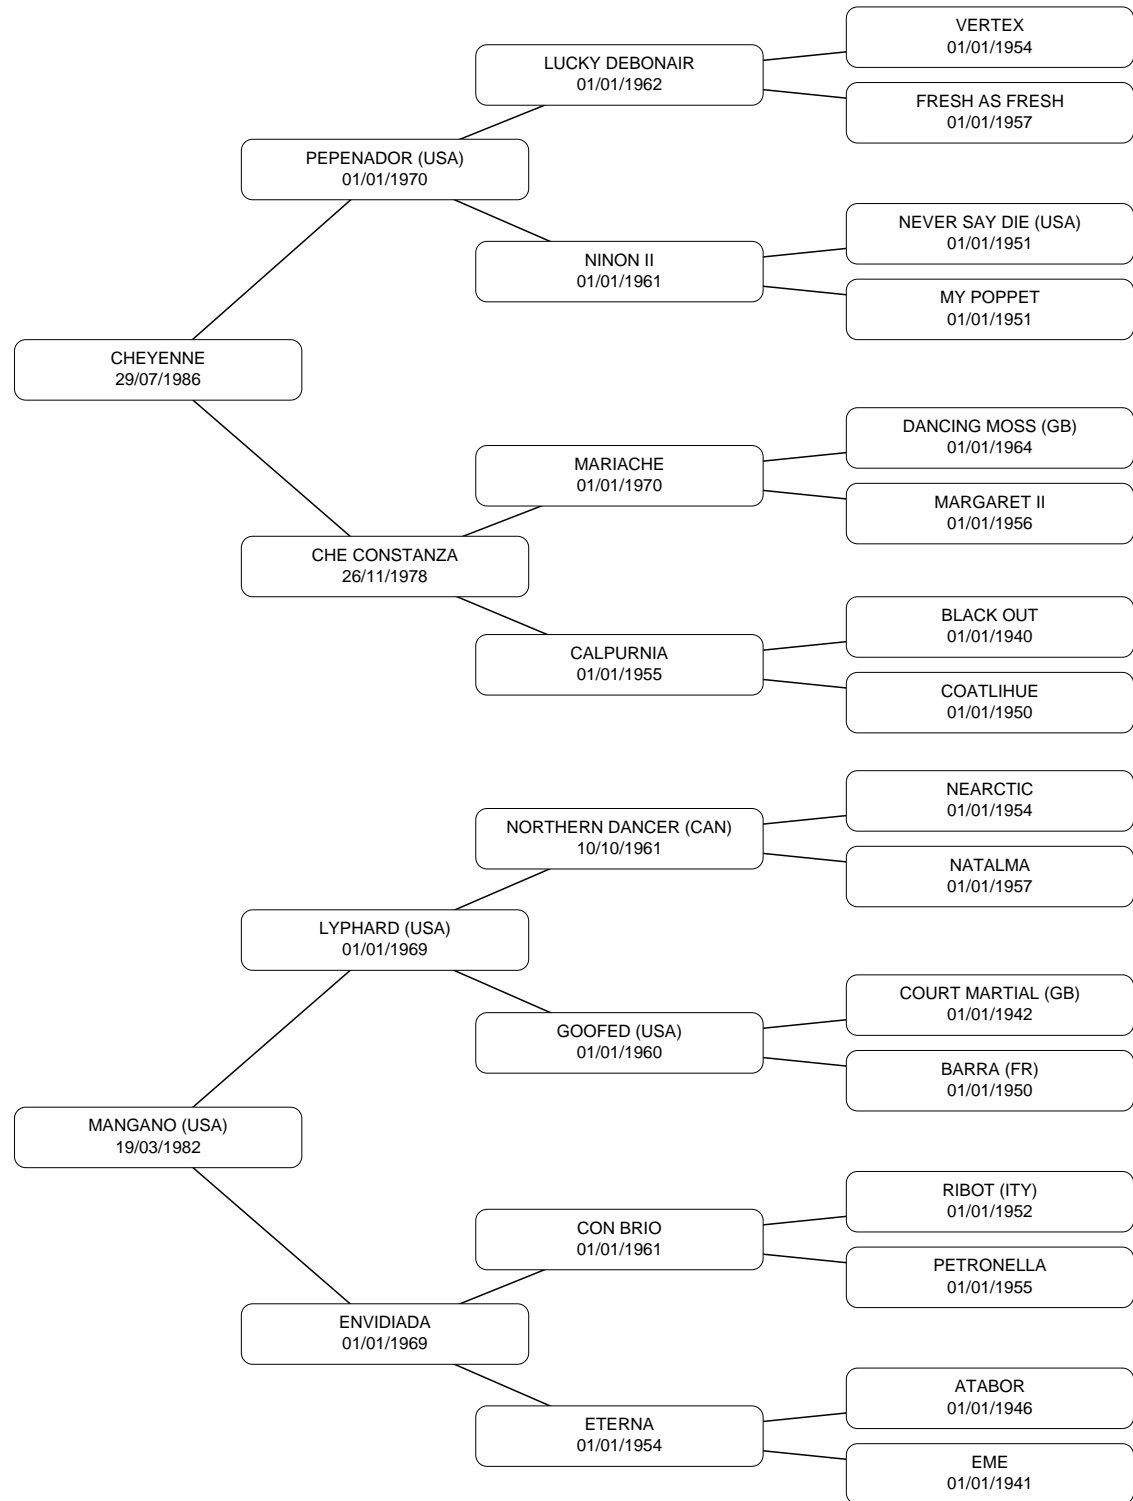 VERTEX
01/01/1954
LUCKY DEBONAIR
01/01/1962
FRESH AS FRESH
01/01/1957
PEPENADOR (USA)
01/01/1970
NEVER SAY DIE (USA)
01/01/1951
NINON II
01/01/1961
MY POPPET
01/01/1951
CHEYENNE
29/07/1986
DANCING MOSS (GB)
01/01/1964
MARIACHE
01/01/1970
MARGARET II
01/01/1956
CHE CONSTANZA
26/11/1978
BLACK OUT
01/01/1940
CALPURNIA
01/01/1955
COATLIHUE
01/01/1950
NEARCTIC
01/01/1954
NORTHERN DANCER (CAN)
10/10/1961
NATALMA
01/01/1957
LYPHARD (USA)
01/01/1969
COURT MARTIAL (GB)
01/01/1942
GOOFED (USA)
01/01/1960
BARRA (FR)
01/01/1950
MANGANO (USA)
19/03/1982
RIBOT (ITY)
01/01/1952
CON BRIO
01/01/1961
PETRONELLA
01/01/1955
ENVIDIADA
01/01/1969
ATABOR
01/01/1946
ETERNA
01/01/1954
EME
01/01/1941